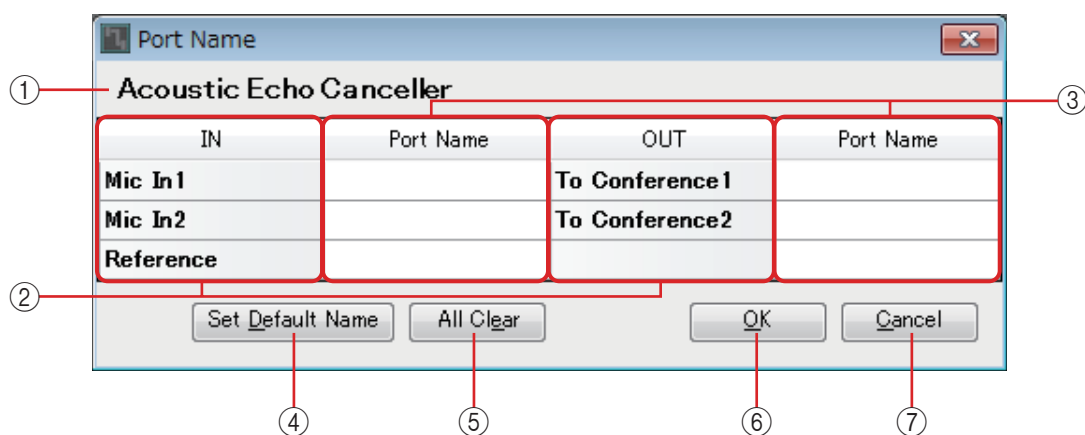 Port Name
① Acoustic Echo Canceller ③
IN Port Name OUT Port Name
Mic In1 To Conference1
Mic In2 To Conference2
Reference
②
Set Default Name All Clear OK Cancel
④ ⑤ ⑥ ⑦